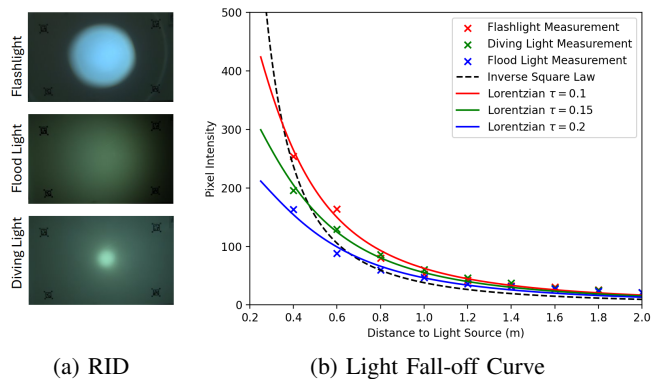 Flashlight
Flood Light
Diving Light
(a) RID
500
400
300
200
100
0
Pixel Intensity
0.2 0.4 0.6 0.8 1.0 1.2 1.4 1.6 1.8 2.0
Distance to Light Source (m)
Flashlight Measurement
Diving Light Measurement
Flood Light Measurement
Inverse Square Law
Lorentzian τ = 0.1
Lorentzian τ = 0.15
Lorentzian τ = 0.2
(b) Light Fall-off Curve